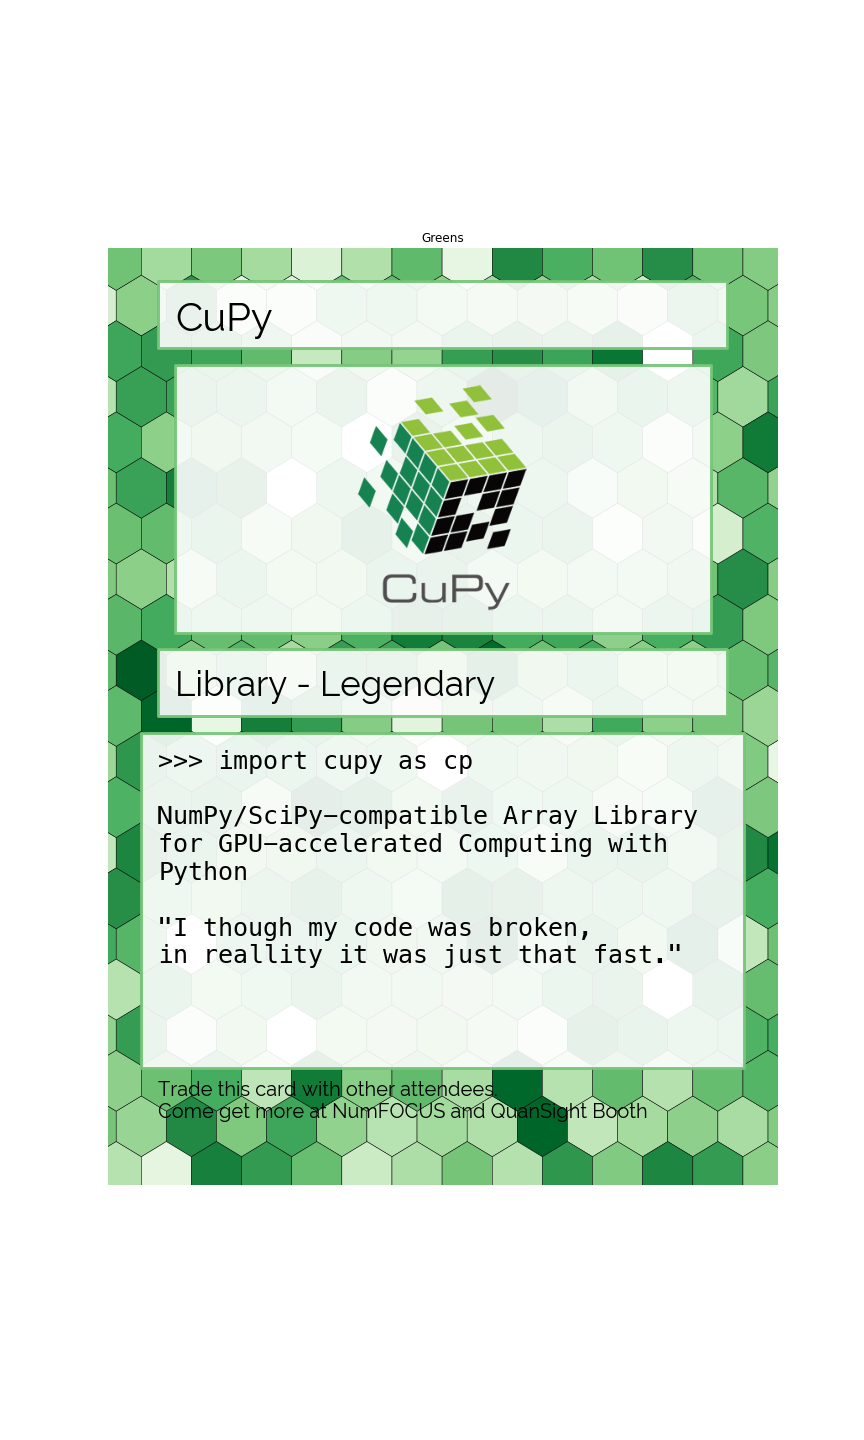 Greens
CuPy
CuPy
Library - Legendary
>>> import cupy as cp
NumPy/SciPy-compatible Array Library
for GPU-accelerated Computing with
Python
"I though my code was broken,
in reallity it was just that fast."
Trade this card with other attendees.
Come get more at NumFOCUS and QuanSight Booth